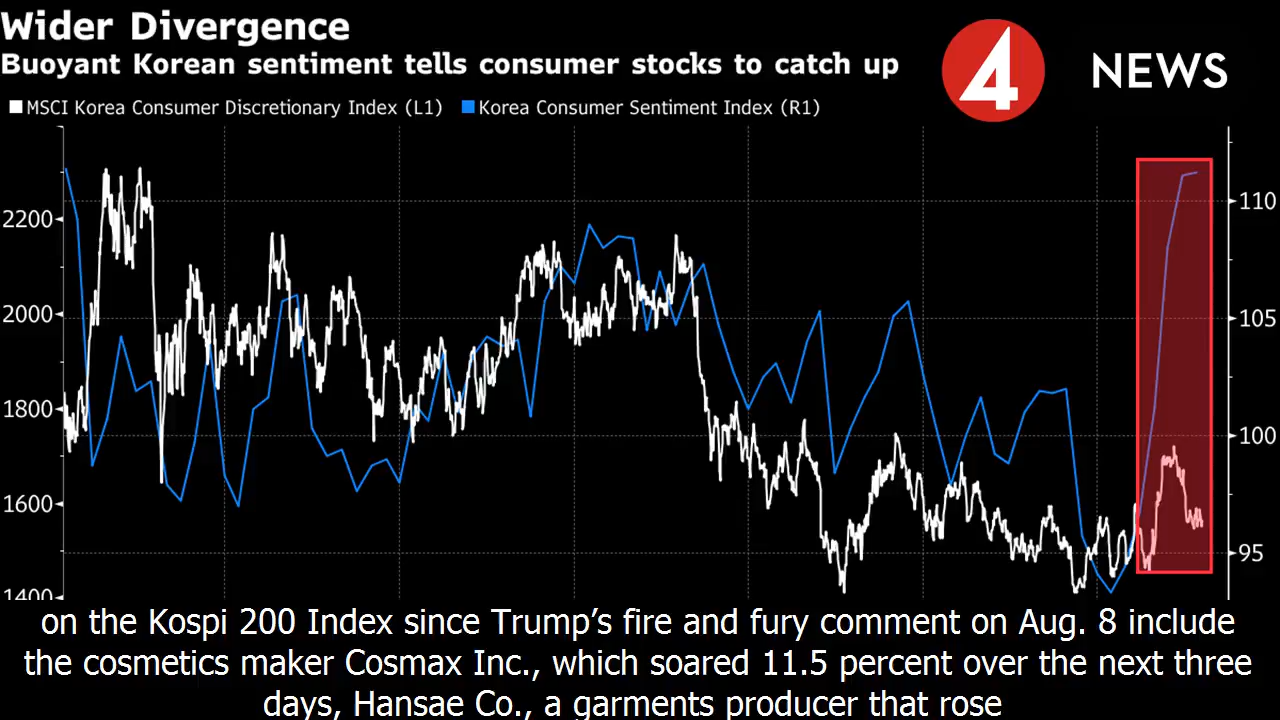 Wider Divergence
Buoyant Korean sentiment tells consumer stocks to catch up
4 NEWS
MSCI Korea Consumer Discretionary Index (L1) Korea Consumer Sentiment Index (R1)
2200
2000
1800
1600
1400
110
105
100
95
on the Kospi 200 Index since Trump’s fire and fury comment on Aug. 8 include
the cosmetics maker Cosmax Inc., which soared 11.5 percent over the next three
days, Hansae Co., a garments producer that rose